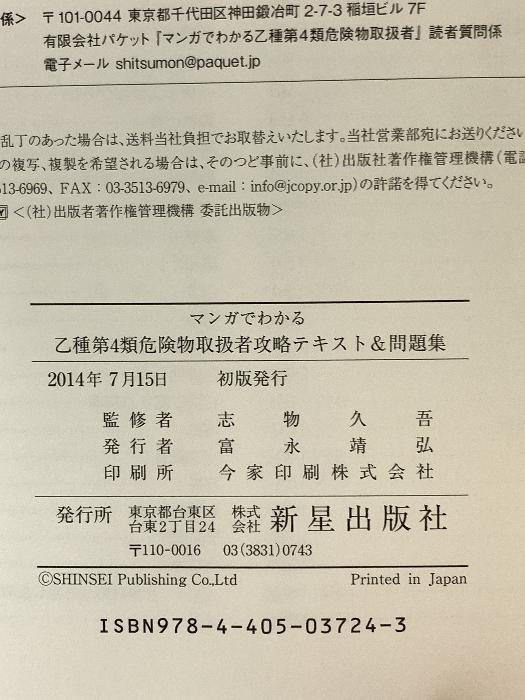 係>　〒101-0044 東京都千代田区神田鍛冶町 2-7-3 稲垣ビル 7F
有限会社パケット『マンガでわかる乙種第4類危険物取扱者』読者質問係
電子メール shitsumon@paquet.jp
乱丁のあった場合は、送料当社負担でお取替えいたします。当社営業部宛にお送りください
の複写、複製を希望される場合は、そのつど事前に、(社)出版社著作権管理機構(電話
513-6969、FAX：03-3513-6979、e-mail：info@jcopy.or.jp)の許諾を得てください。
<(社)出版者著作権管理機構 委託出版物>
マンガでわかる
乙種第4類危険物取扱者攻略テキスト＆問題集
2014年 7月15日　初版発行
監修者　志物久吾
発行者　富永靖弘
印刷所　今家印刷株式会社
発行所　東京都台東区　株式　新星出版社
台東2丁目24　会社
〒110-0016　03(3831)0743
©SHINSEI Publishing Co.,Ltd　Printed in Japan
ISBN978-4-405-03724-3